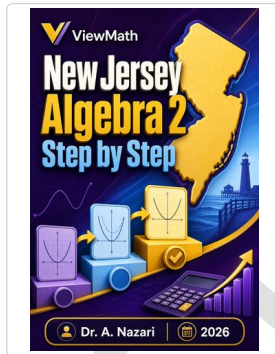 ViewMath
New Jersey
Algebra 2
Step by Step
Dr. A. Nazari
2026